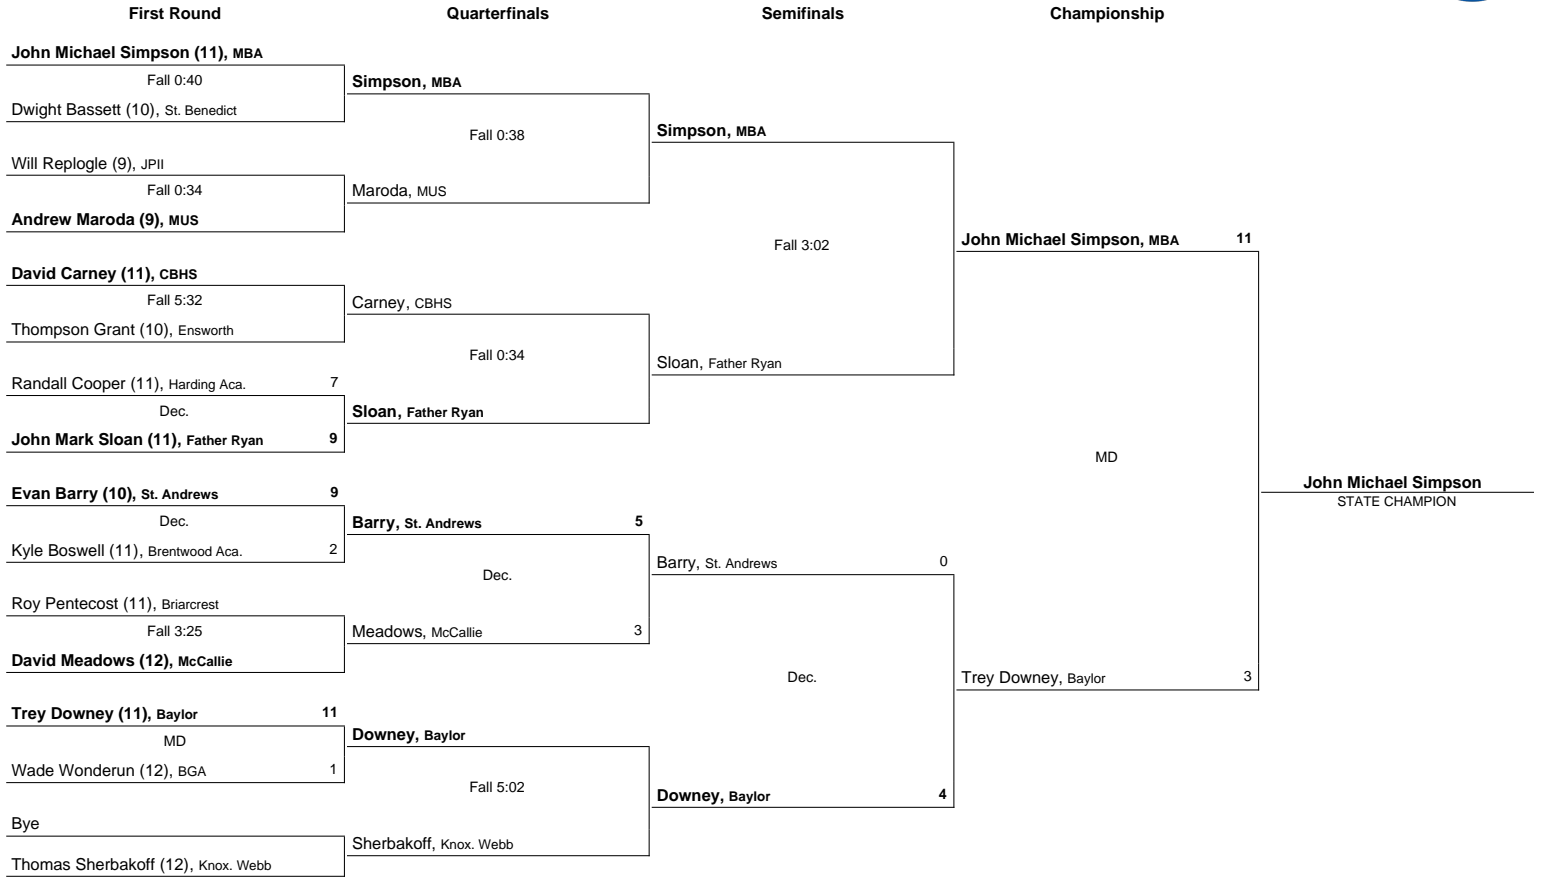 First Round
Quarterfinals
Semifinals
Championship
John Michael Simpson (11), MBA
Fall 0:40
Dwight Bassett (10), St. Benedict
Will Replogle (9), JPII
Fall 0:34
Andrew Maroda (9), MUS
David Carney (11), CBHS
Fall 5:32
Thompson Grant (10), Ensworth
Randall Cooper (11), Harding Aca. 7
Dec.
John Mark Sloan (11), Father Ryan 9
Evan Barry (10), St. Andrews 9
Dec.
Kyle Boswell (11), Brentwood Aca. 2
Roy Pentecost (11), Briarcrest
Fall 3:25
David Meadows (12), McCallie
Trey Downey (11), Baylor 11
MD
Wade Wonderun (12), BGA 1
Bye
Thomas Sherbakoff (12), Knox. Webb
Simpson, MBA
Fall 0:38
Maroda, MUS
Carney, CBHS
Fall 0:34
Sloan, Father Ryan
Barry, St. Andrews 5
Dec.
Meadows, McCallie 3
Downey, Baylor
Fall 5:02
Sherbakoff, Knox. Webb
Simpson, MBA
Fall 3:02
Sloan, Father Ryan
Barry, St. Andrews 0
Dec.
Downey, Baylor 4
John Michael Simpson, MBA 11
MD
Trey Downey, Baylor 3
John Michael Simpson
STATE CHAMPION